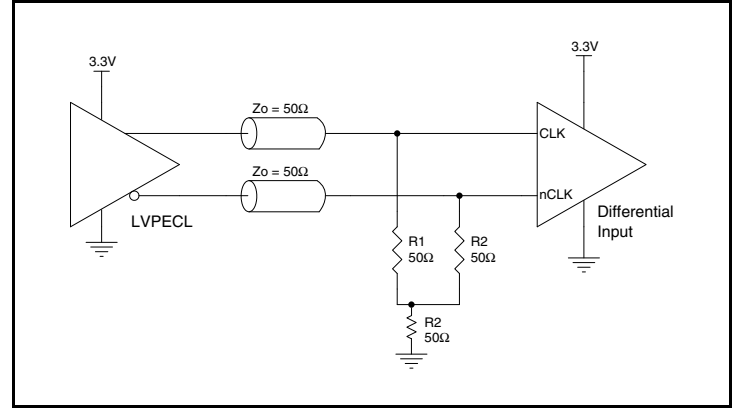 3.3V
3.3V
Zo = 50Ω
CLK
Zo = 50Ω
nCLK
LVPECL
Differential
Input
R1
50Ω
R2
50Ω
R2
50Ω